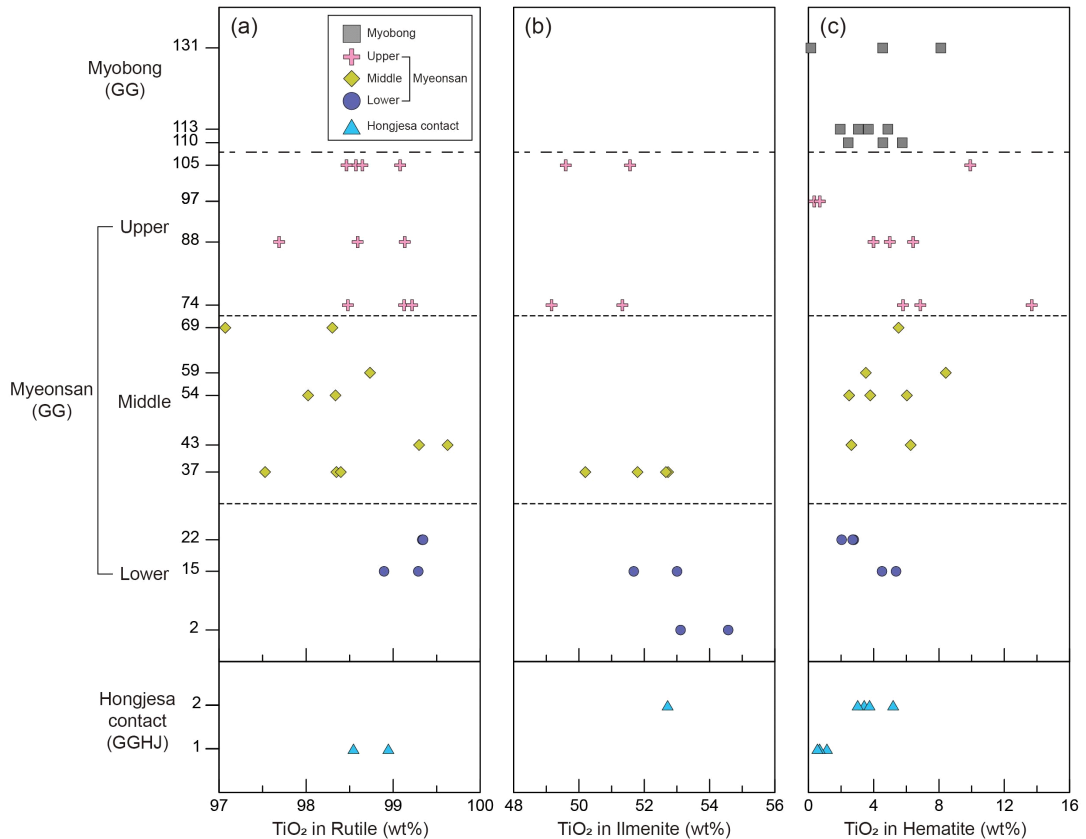 (a)
(b)
(c)
Myobong
Upper
Middle
Myeonsan
Lower
Hongjesa contact
131
Myobong
(GG)
113
110
105
97
Upper
88
74
69
59
Myeonsan
(GG)
Middle
54
43
37
22
15
Lower
2
Hongjesa
contact
(GGHJ)
2
1
97 98 99 100
48 50 52 54 56
0 4 8 12 16
TiO₂ in Rutile (wt%)
TiO₂ in Ilmenite (wt%)
TiO₂ in Hematite (wt%)